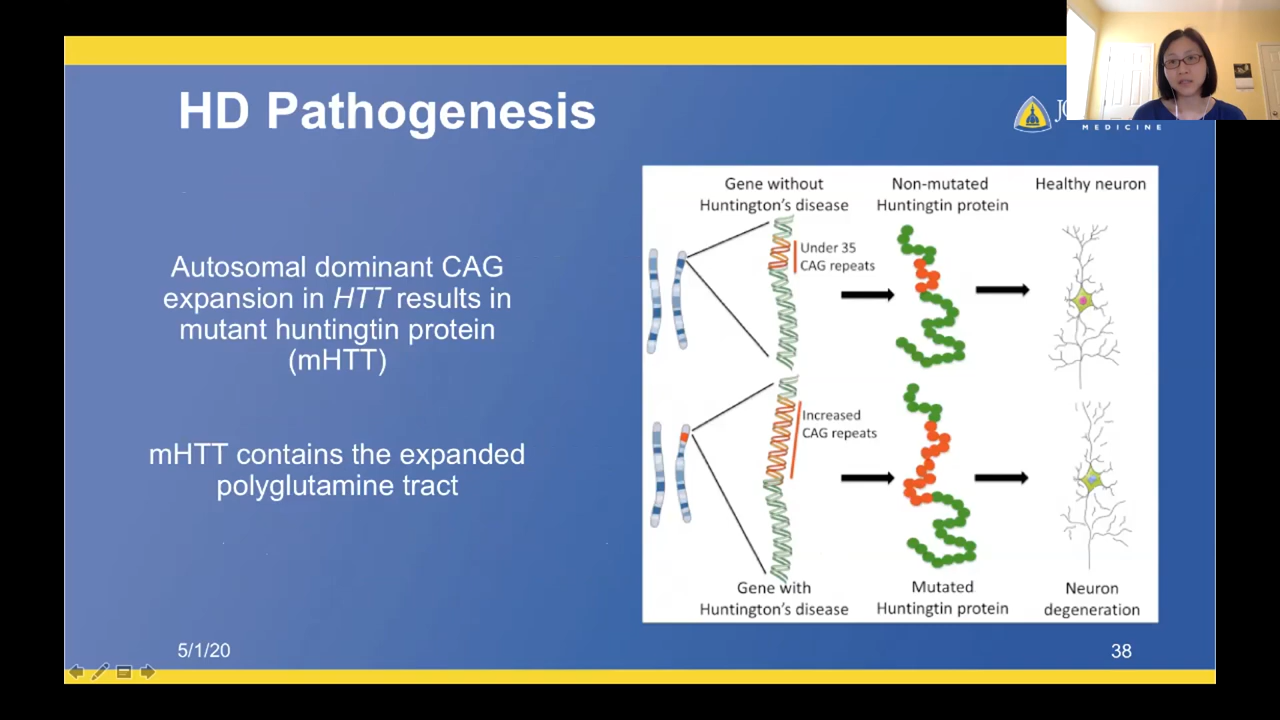 HD Pathogenesis
MEDICINE
Autosomal dominant CAG
expansion in HTT results in
mutant huntingtin protein
(mHTT)
mHTT contains the expanded
polyglutamine tract
Gene without
Huntington's disease
Non-mutated
Huntingtin protein
Healthy neuron
Under 35
CAG repeats
Increased
CAG repeats
Gene with
Huntington's disease
Mutated
Huntingtin protein
Neuron
degeneration
5/1/20
38